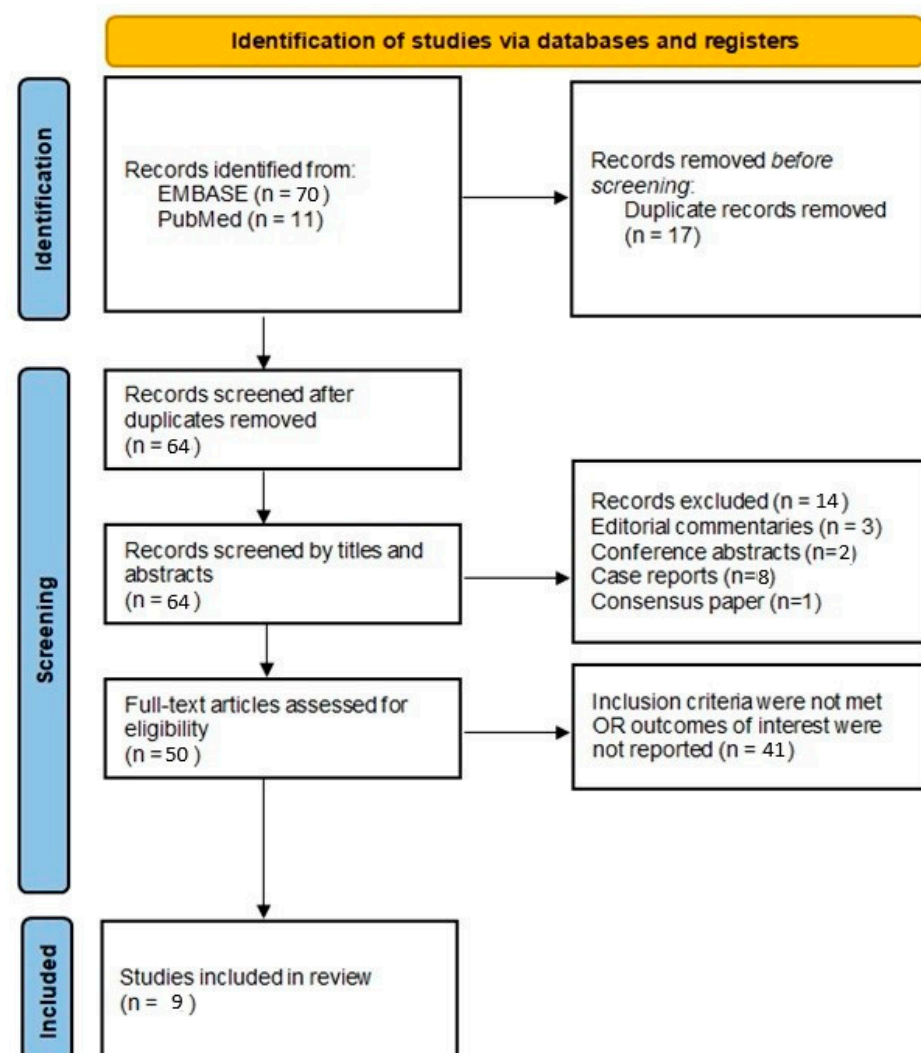 Identification of studies via databases and registers
Identification
Records identified from:
EMBASE (n = 70 )
PubMed (n = 11)
Records removed before
screening:
Duplicate records removed
(n = 17)
Screening
Records screened after
duplicates removed
(n = 64)
Records screened by titles and
abstracts
(n = 64)
Records excluded (n = 14)
Editorial commentaries (n = 3)
Conference abstracts (n=2)
Case reports (n=8)
Consensus paper (n=1)
Full-text articles assessed for
eligibility
(n = 50 )
Inclusion criteria were not met
OR outcomes of interest were
not reported (n = 41)
Included
Studies included in review
(n = 9 )